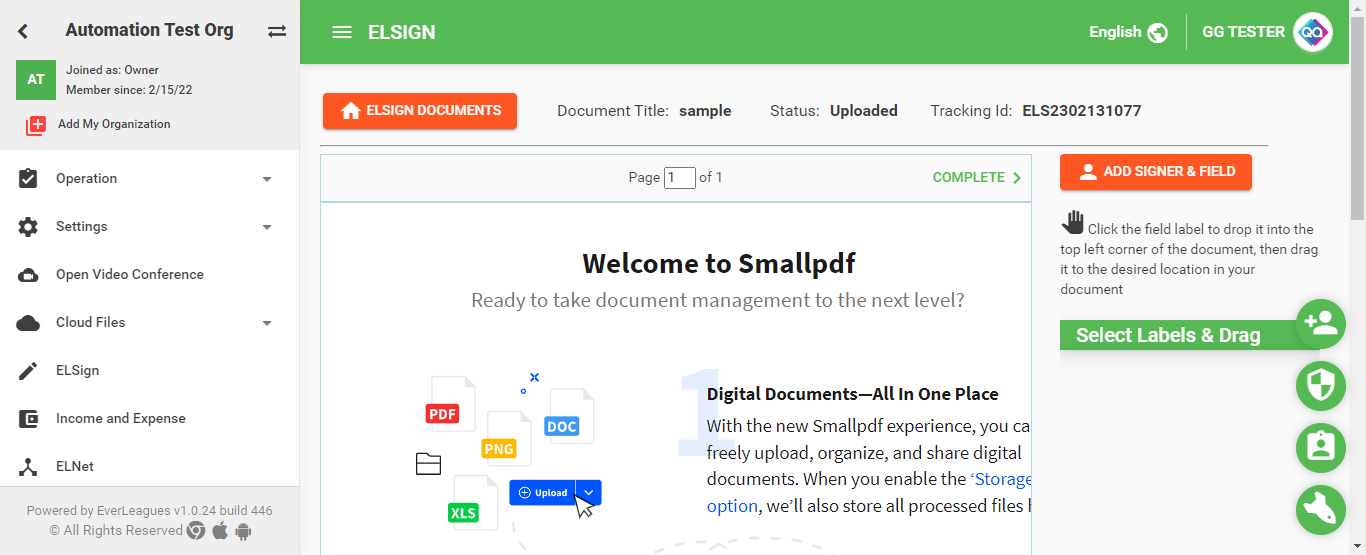 Automation Test Org
AT
Joined as: Owner
Member since: 2/15/22
Add My Organization
Operation
Settings
Open Video Conference
Cloud Files
ELSign
Income and Expense
ELNet
Powered by EverLeagues v1.0.24 build 446
© All Rights Reserved
ELSIGN
English
GG TESTER
QA
ELSIGN DOCUMENTS
Document Title: sample
Status: Uploaded
Tracking Id: ELS2302131077
Page 1 of 1
COMPLETE
Welcome to Smallpdf
Ready to take document management to the next level?
PDF
DOC
PNG
XLS
Upload
1
Digital Documents—All In One Place
With the new Smallpdf experience, you ca
freely upload, organize, and share digital
documents. When you enable the ‘Storage
option, we’ll also store all processed files h
ADD SIGNER & FIELD
Click the field label to drop it into the
top left corner of the document, then drag
it to the desired location in your
document
Select Labels & Drag